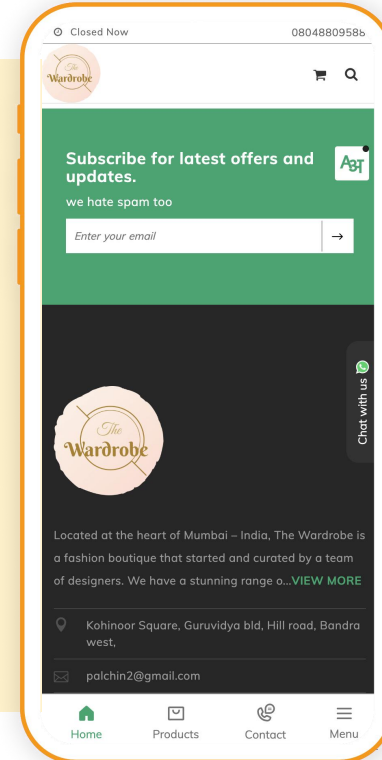 Closed Now
08048809586
The
Wardrobe
Subscribe for latest offers and
updates.
we hate spam too
Enter your email
→
The
Wardrobe
Chat with us
Located at the heart of Mumbai – India, The Wardrobe is
a fashion boutique that started and curated by a team
of designers. We have a stunning range o...VIEW MORE
Kohinoor Square, Guruvidya bld, Hill road, Bandra
west,
palchin2@gmail.com
Home
Products
Contact
Menu